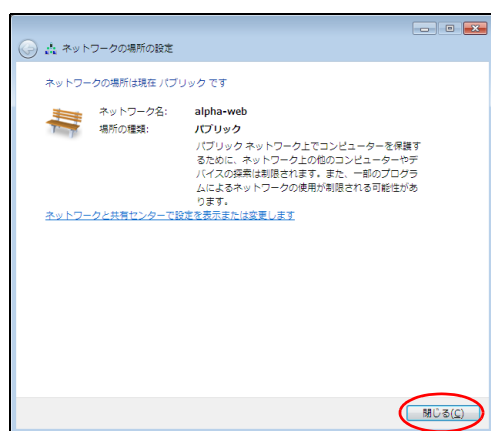 ネットワークの場所の設定
ネットワークの場所は現在 パブリック です
ネットワーク名: alpha-web
場所の種類: パブリック
パブリック ネットワーク上でコンピューターを保護す
るために、ネットワーク上の他のコンピューターやデ
バイスの探索は制限されます。また、一部のプログラ
ムによるネットワークの使用が制限される可能性があ
ります。
ネットワークと共有センターで設定を表示または変更します
閉じる(C)